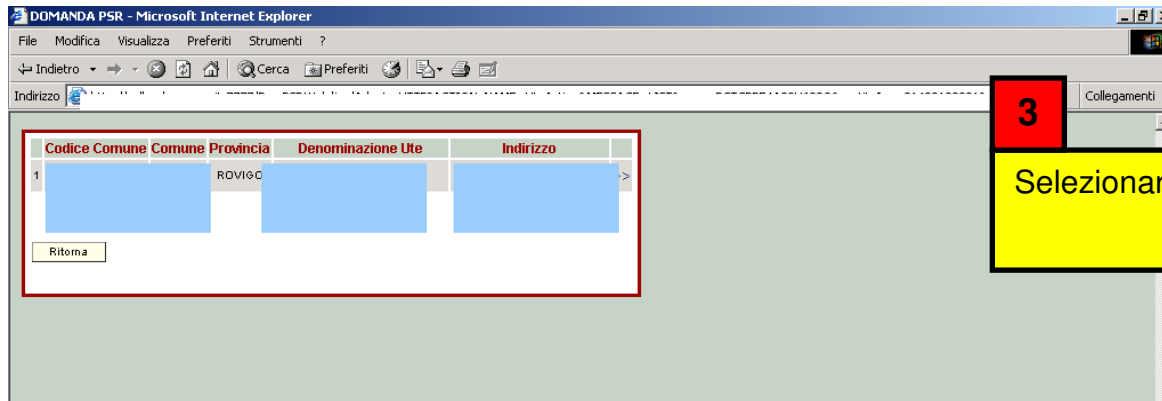 DOMANDA PSR - Microsoft Internet Explorer
File Modifica Visualizza Preferiti Strumenti ?
Indietro Cerca Preferiti
Indirizzo Collegamenti
3
Selezionar
Codice Comune Comune Provincia Denominazione Ute Indirizzo
1 ROVIGO >>
Ritorna